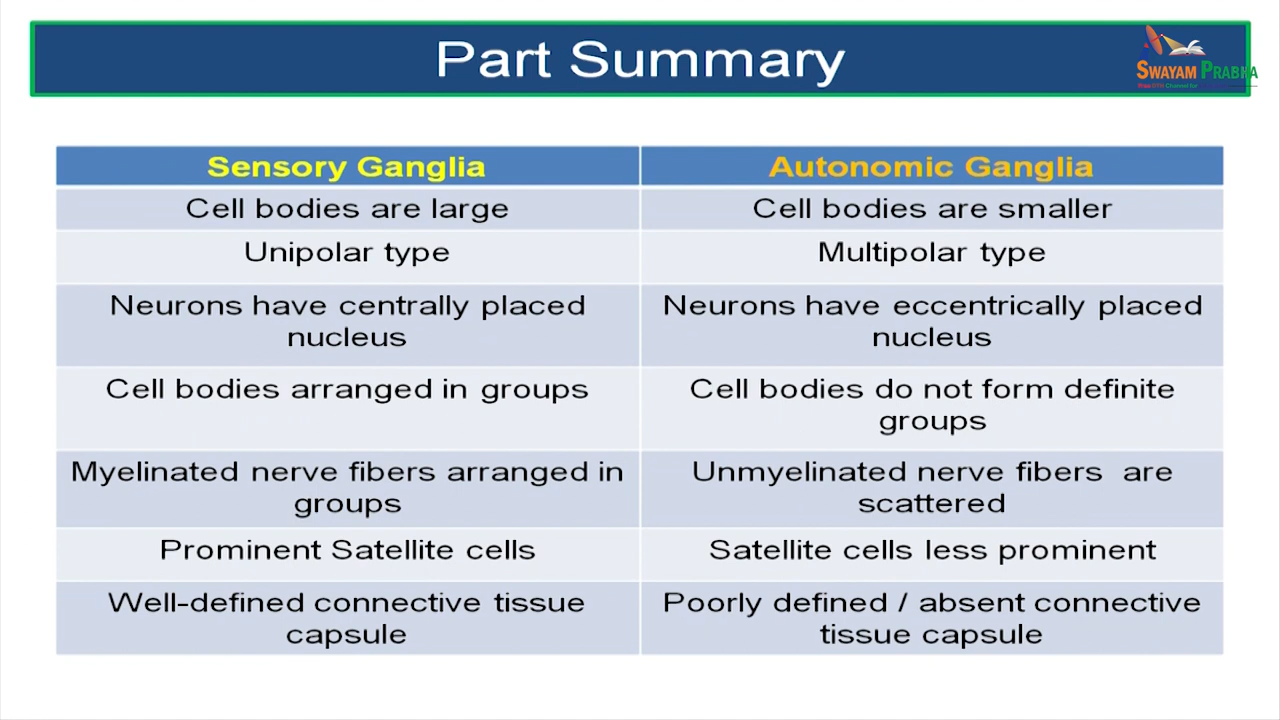 Part Summary
SWAYAM PRABHA
Sensory Ganglia
Autonomic Ganglia
Cell bodies are large
Cell bodies are smaller
Unipolar type
Multipolar type
Neurons have centrally placed
nucleus
Neurons have eccentrically placed
nucleus
Cell bodies arranged in groups
Cell bodies do not form definite
groups
Myelinated nerve fibers arranged in
groups
Unmyelinated nerve fibers are
scattered
Prominent Satellite cells
Satellite cells less prominent
Well-defined connective tissue
capsule
Poorly defined / absent connective
tissue capsule